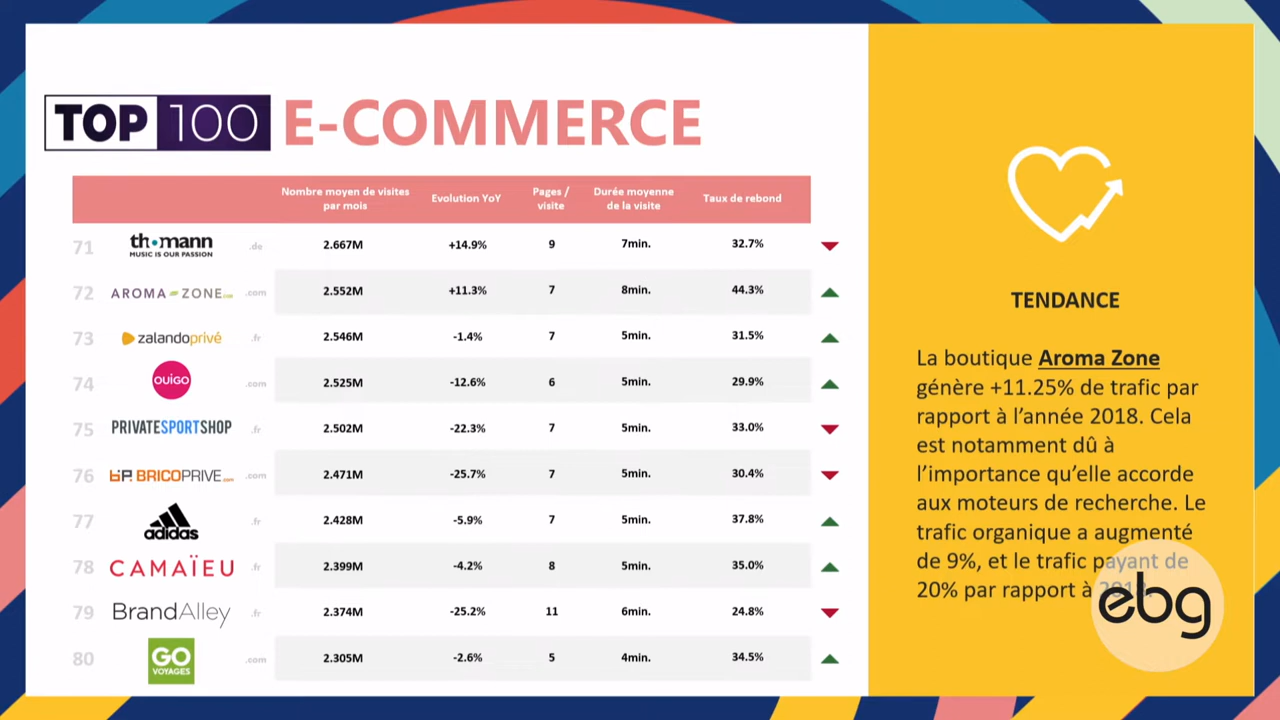 TOP 100 E-COMMERCE
Nombre moyen de visites par mois Evolution YoY Pages / visite Durée moyenne de la visite Taux de rebond
71 th•mann MUSIC IS OUR PASSION .de 2.667M +14.9% 9 7min. 32.7%
72 AROMA-ZONE.com .com 2.552M +11.3% 7 8min. 44.3%
73 zalandoprivé .fr 2.546M -1.4% 7 5min. 31.5%
74 OUIGO .com 2.525M -12.6% 6 5min. 29.9%
75 PRIVATESPORTSHOP .fr 2.502M -22.3% 7 5min. 33.0%
76 BP. BRICOPRIVE.com .com 2.471M -25.7% 7 5min. 30.4%
77 adidas .fr 2.428M -5.9% 7 5min. 37.8%
78 CAMAÏEU .fr 2.399M -4.2% 8 5min. 35.0%
79 BrandAlley .fr 2.374M -25.2% 11 6min. 24.8%
80 GO VOYAGES .com 2.305M -2.6% 5 4min. 34.5%
TENDANCE
La boutique Aroma Zone
génère +11.25% de trafic par
rapport à l'année 2018. Cela
est notamment dû à
l'importance qu'elle accorde
aux moteurs de recherche. Le
trafic organique a augmenté
de 9%, et le trafic payant de
20% par rapport à 2018.
ebg